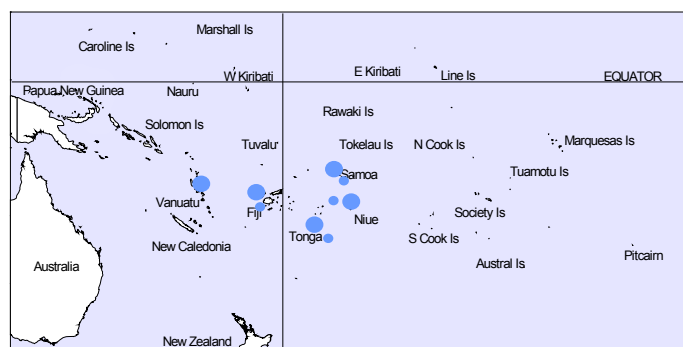 Marshall Is
Caroline Is
W Kiribati
E Kiribati
Line Is
EQUATOR
Papua New Guinea
Nauru
Rawaki Is
Solomon Is
Tuvalu
Tokelau Is
N Cook Is
Marquesas Is
Samoa
Tuamotu Is
Vanuatu
Fiji
Niue
Society Is
Tonga
S Cook Is
New Caledonia
Pitcairn
Australia
Austral Is
New Zealand